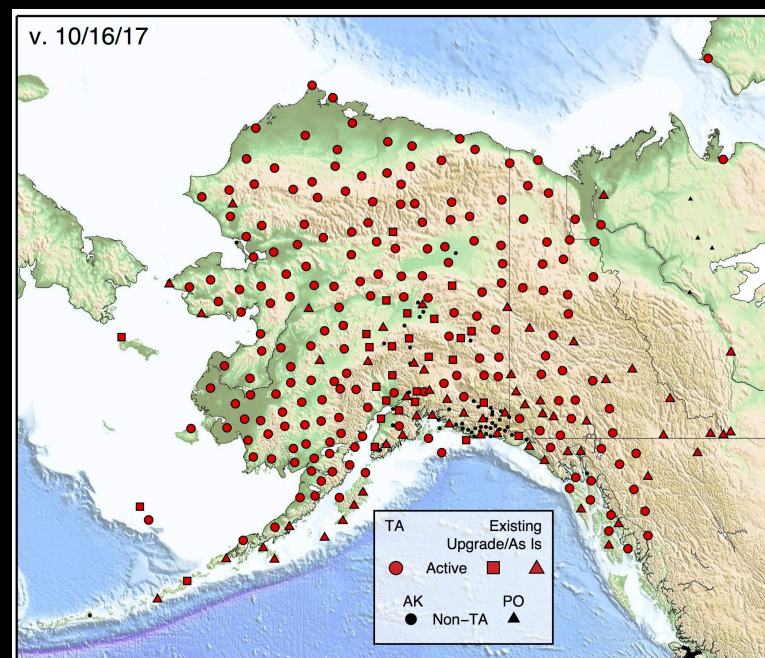 v. 10/16/17
TA Existing
Upgrade/As Is
Active
AK PO
Non-TA